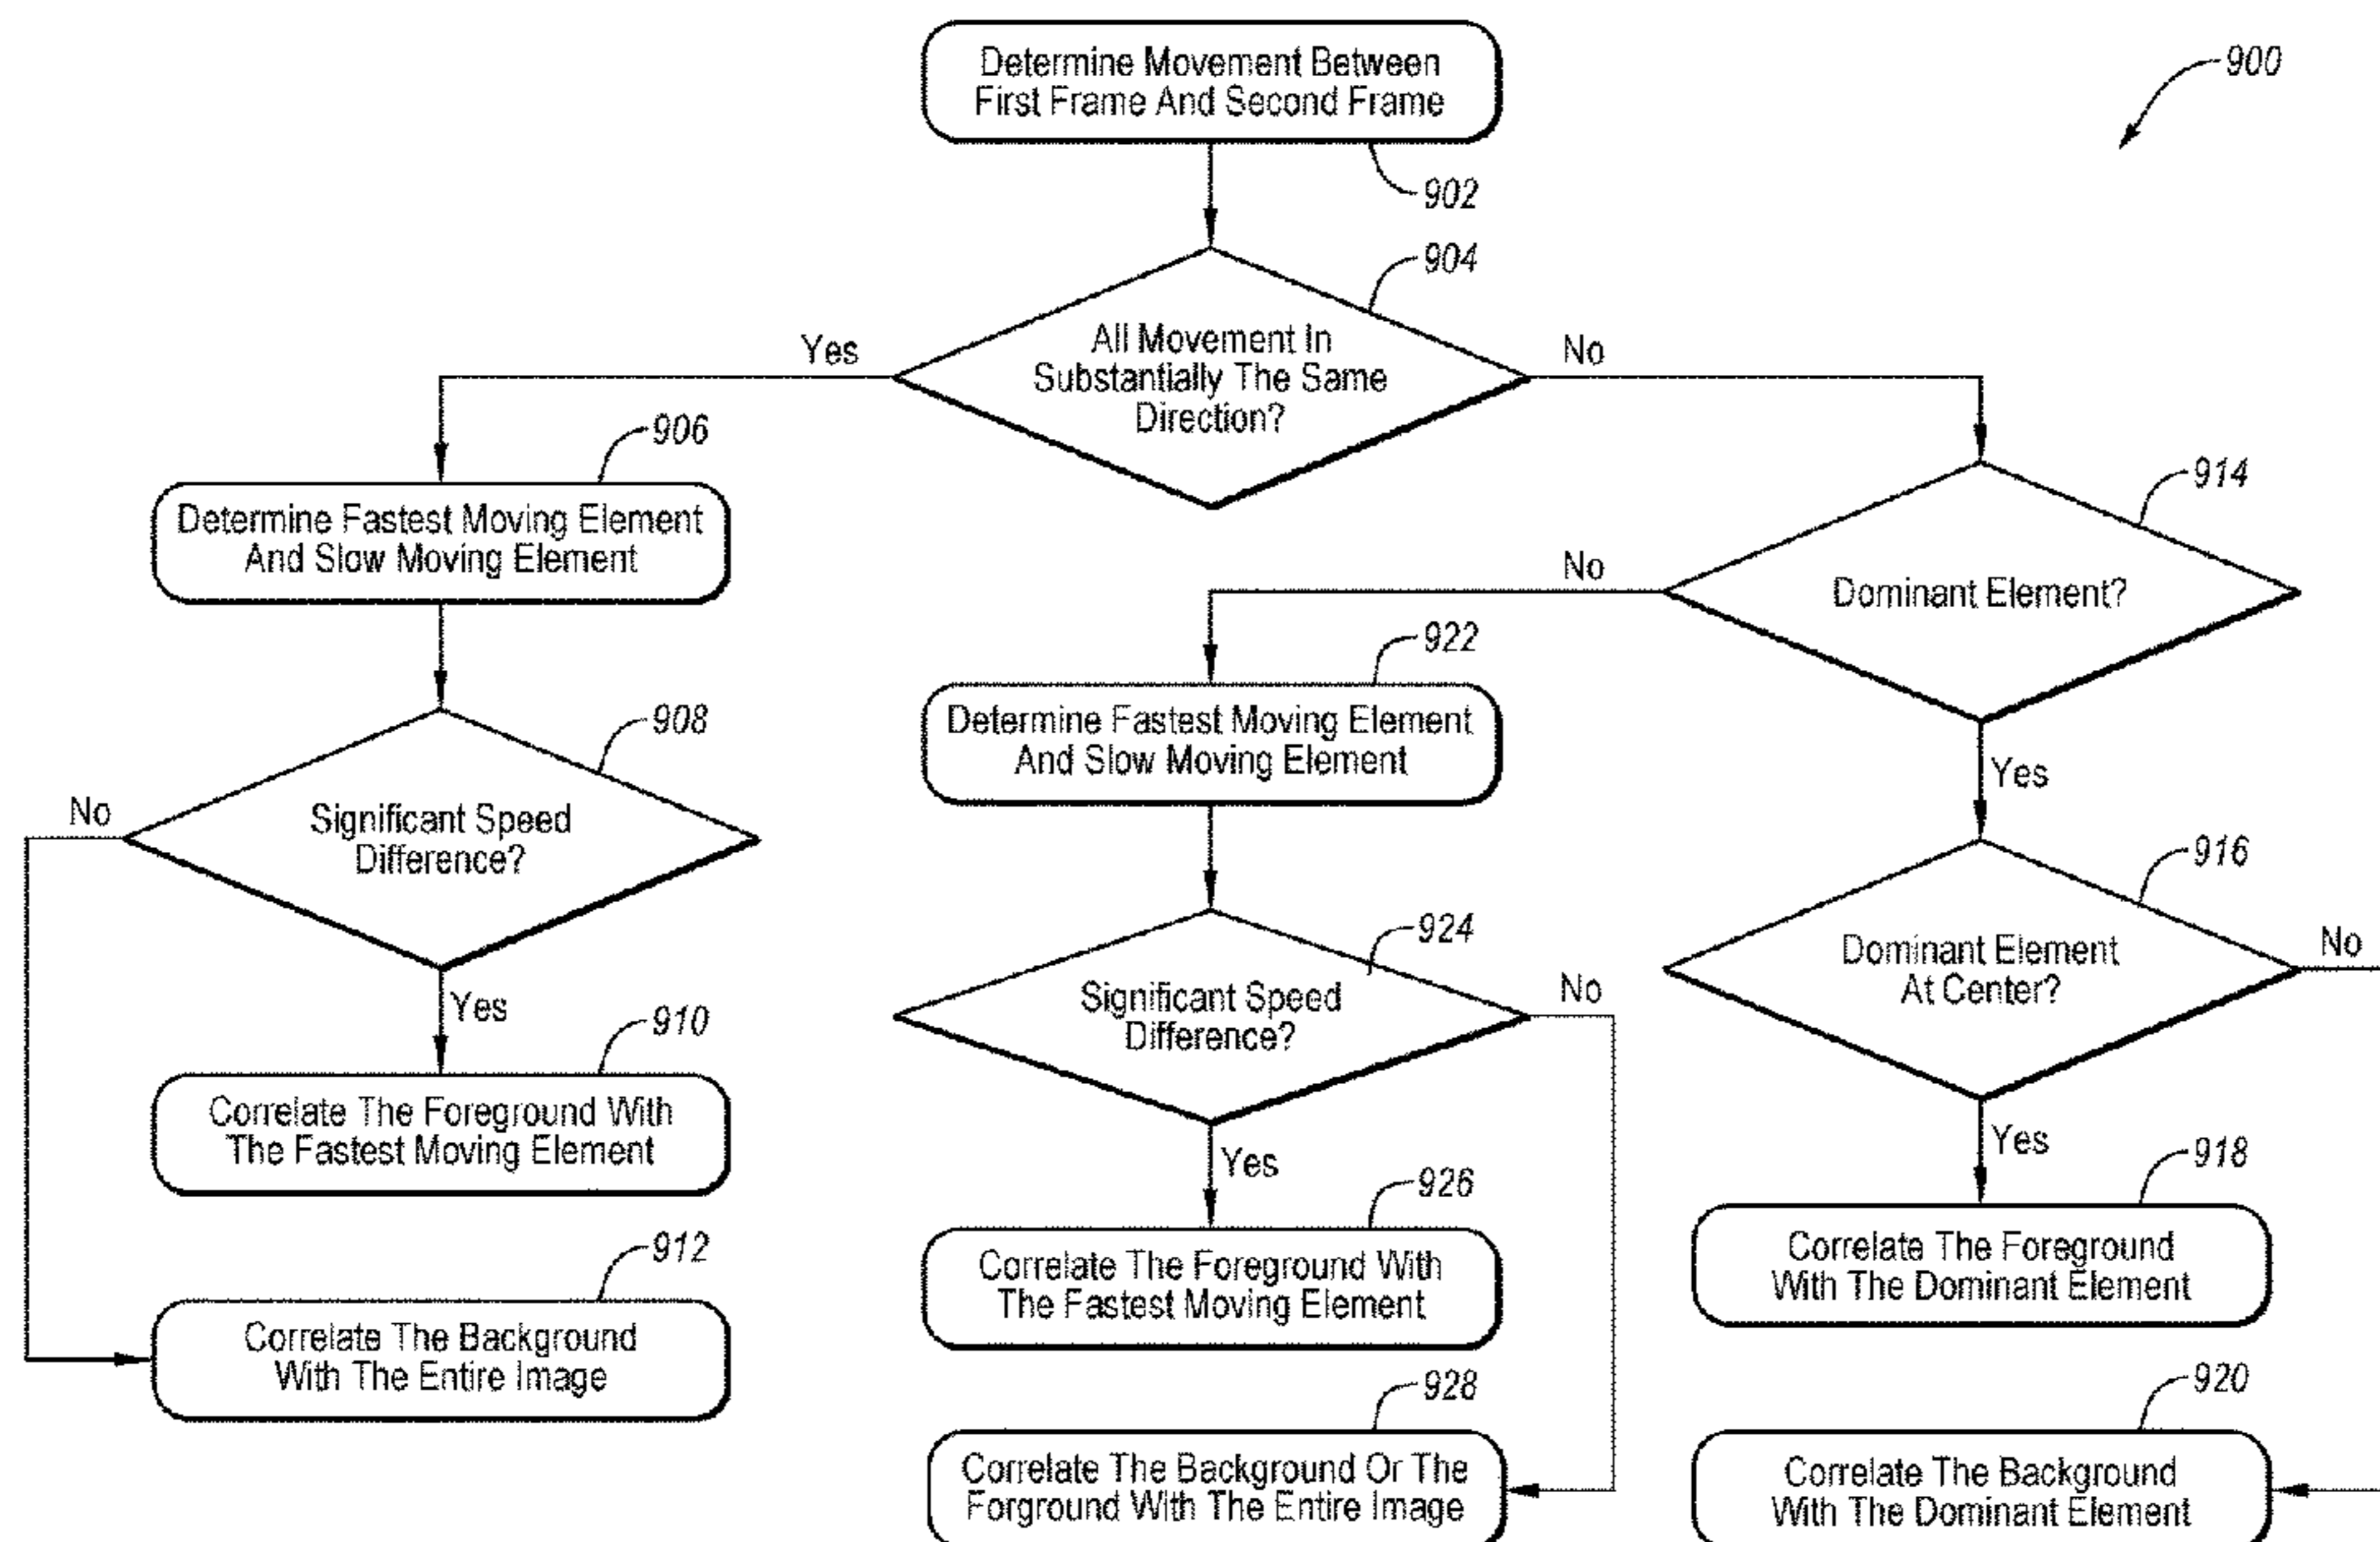 Determine Movement Between
First Frame And Second Frame
900
902
904
All Movement In
Substantially The Same
Direction?
Yes
No
906
Determine Fastest Moving Element
And Slow Moving Element
914
Dominant Element?
No
Yes
922
Determine Fastest Moving Element
And Slow Moving Element
908
Significant Speed
Difference?
No
Yes
916
Dominant Element
At Center?
No
Yes
924
Significant Speed
Difference?
No
Yes
910
Correlate The Foreground With
The Fastest Moving Element
918
Correlate The Foreground
With The Dominant Element
926
Correlate The Foreground With
The Fastest Moving Element
912
Correlate The Background
With The Entire Image
928
Correlate The Background Or The
Forground With The Entire Image
920
Correlate The Background
With The Dominant Element